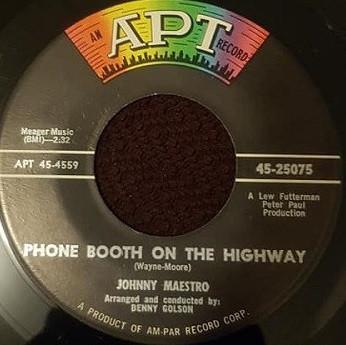 AN APT RECORD
Meager Music
(BMI)—2:32
APT 45-4559
45-25075
A Lew Futterman
Peter Paul
Production
PHONE BOOTH ON THE HIGHWAY
(Wayne-Moore)
JOHNNY MAESTRO
Arranged and conducted by:
BENNY GOLSON
A PRODUCT OF AM-PAR RECORD CORP.